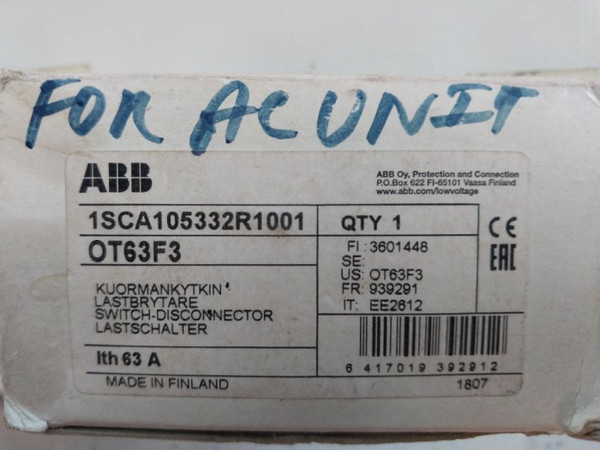 FOR AC UNIT
ABB
ABB Oy, Protection and Connection
P.O.Box 622 FI-65101 Vaasa Finland
www.abb.com/lowvoltage
1SCA105332R1001
QTY 1
CE
OT63F3
FI: 3601448
EAC
SE:
KUORMANKYTKIN
US: OT63F3
LASTBRYTARE
FR: 939291
SWITCH-DISCONNECTOR
IT: EE2612
LASTSCHALTER
Ith 63 A
6 417019 392912
MADE IN FINLAND
1807